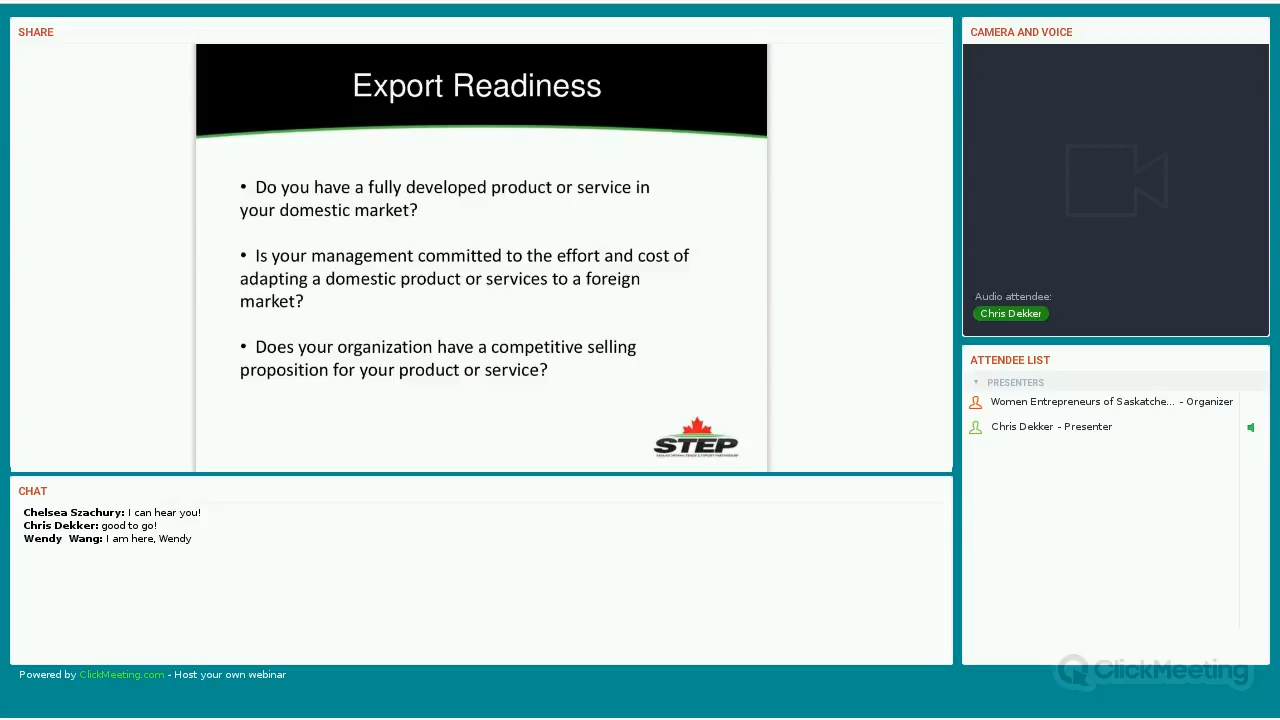 SHARE
Export Readiness
• Do you have a fully developed product or service in
your domestic market?
• Is your management committed to the effort and cost of
adapting a domestic product or services to a foreign
market?
• Does your organization have a competitive selling
proposition for your product or service?
STEP
SASKATCHEWAN TRADE & EXPORT PARTNERSHIP
CHAT
Chelsea Szachury: I can hear you!
Chris Dekker: good to go!
Wendy Wang: I am here, Wendy
Powered by ClickMeeting.com - Host your own webinar
CAMERA AND VOICE
Audio attendee:
Chris Dekker
ATTENDEE LIST
PRESENTERS
Women Entrepreneurs of Saskatche... - Organizer
Chris Dekker - Presenter
ClickMeeting